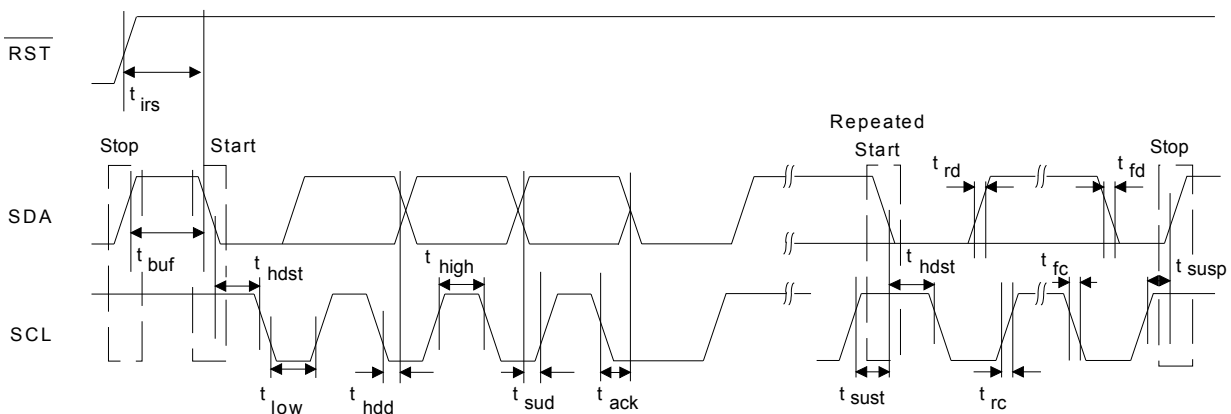 RST
t irs
Repeated
Stop Start Start Stop
t rd t fd
SDA
t buf t hdst t high t hdst t fc t susp
SCL
t low t hdd t sud t ack t sust t rc